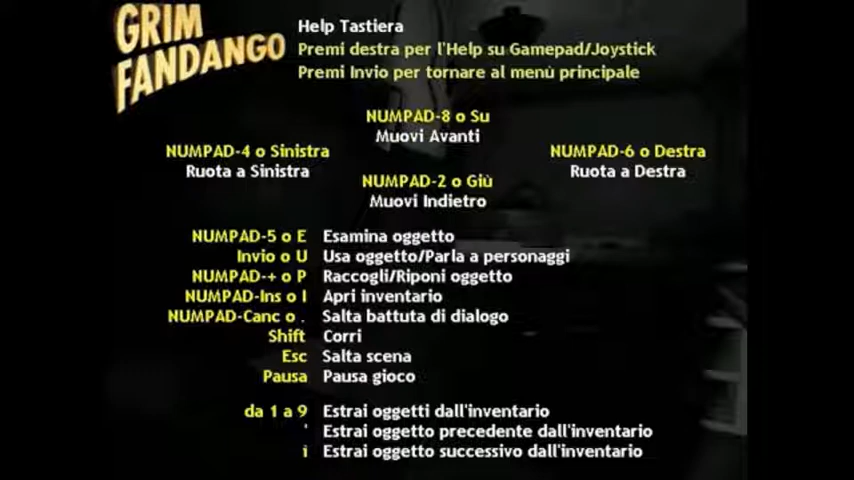 GRIM
FANDANGO
Help Tastiera
Premi destra per l'Help su Gamepad/Joystick
Premi Invio per tornare al menù principale
NUMPAD-8 o Su
Muovi Avanti
NUMPAD-4 o Sinistra
Ruota a Sinistra
NUMPAD-6 o Destra
Ruota a Destra
NUMPAD-2 o Giù
Muovi Indietro
NUMPAD-5 o E Esamina oggetto
Invio o U Usa oggetto/Parla a personaggi
NUMPAD-+ o P Raccogli/Riponi oggetto
NUMPAD-Ins o I Apri inventario
NUMPAD-Canc o . Salta battuta di dialogo
Shift Corri
Esc Salta scena
Pausa Pausa gioco
da 1 a 9 Estrai oggetti dall'inventario
' Estrai oggetto precedente dall'inventario
ì Estrai oggetto successivo dall'inventario